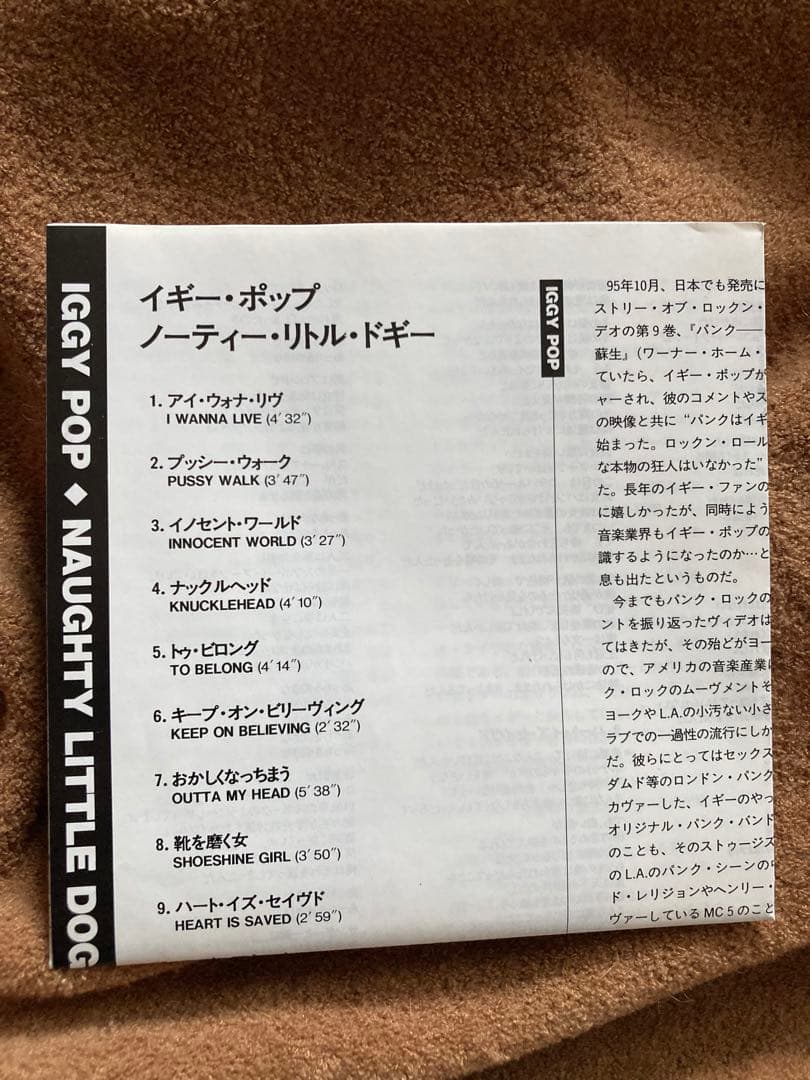 IGGY POP ◆ NAUGHTY LITTLE DOG
イギー・ポップ
ノーティー・リトル・ドギー
1. アイ・ウォナ・リヴ
I WANNA LIVE (4′32″)
2. プッシー・ウォーク
PUSSY WALK (3′47″)
3. イノセント・ワールド
INNOCENT WORLD (3′27″)
4. ナックルヘッド
KNUCKLEHEAD (4′10″)
5. トゥ・ビロング
TO BELONG (4′14″)
6. キープ・オン・ビリーヴィング
KEEP ON BELIEVING (2′32″)
7. おかしくなっちまう
OUTTA MY HEAD (5′38″)
8. 靴を磨く女
SHOESHINE GIRL (3′50″)
9. ハート・イズ・セイヴド
HEART IS SAVED (2′59″)
IGGY POP
95年10月、日本でも発売に
ストリー・オブ・ロックン・
デオの第9巻、『パンク――
蘇生』（ワーナー・ホーム・
ていたら、イギー・ポップが
ャーされ、彼のコメントやス
の映像と共に“パンクはイギ
始まった。ロックン・ロール
な本物の狂人はいなかった”
た。長年のイギー・ファンの
に嬉しかったが、同時によう
音楽業界もイギー・ポップの
識するようになったのか…と
息も出たというものだ。
今までもパンク・ロックの
ントを振り返ったヴィデオは
てはきたが、その殆どがヨー
ので、アメリカの音楽産業に
ク・ロックのムーヴメントそ
ヨークやL.A.の小汚ない小さ
ラブでの一過性の流行にしか
だ。彼らにとってはセックス
ダムド等のロンドン・パンク
カヴァーした、イギーのやっ
オリジナル・パンク・バンド
のことも、そのストゥージズ
のL.A.のパンク・シーンの
ド・レリジョンやヘンリー・
ヴァーしているMC5のこと